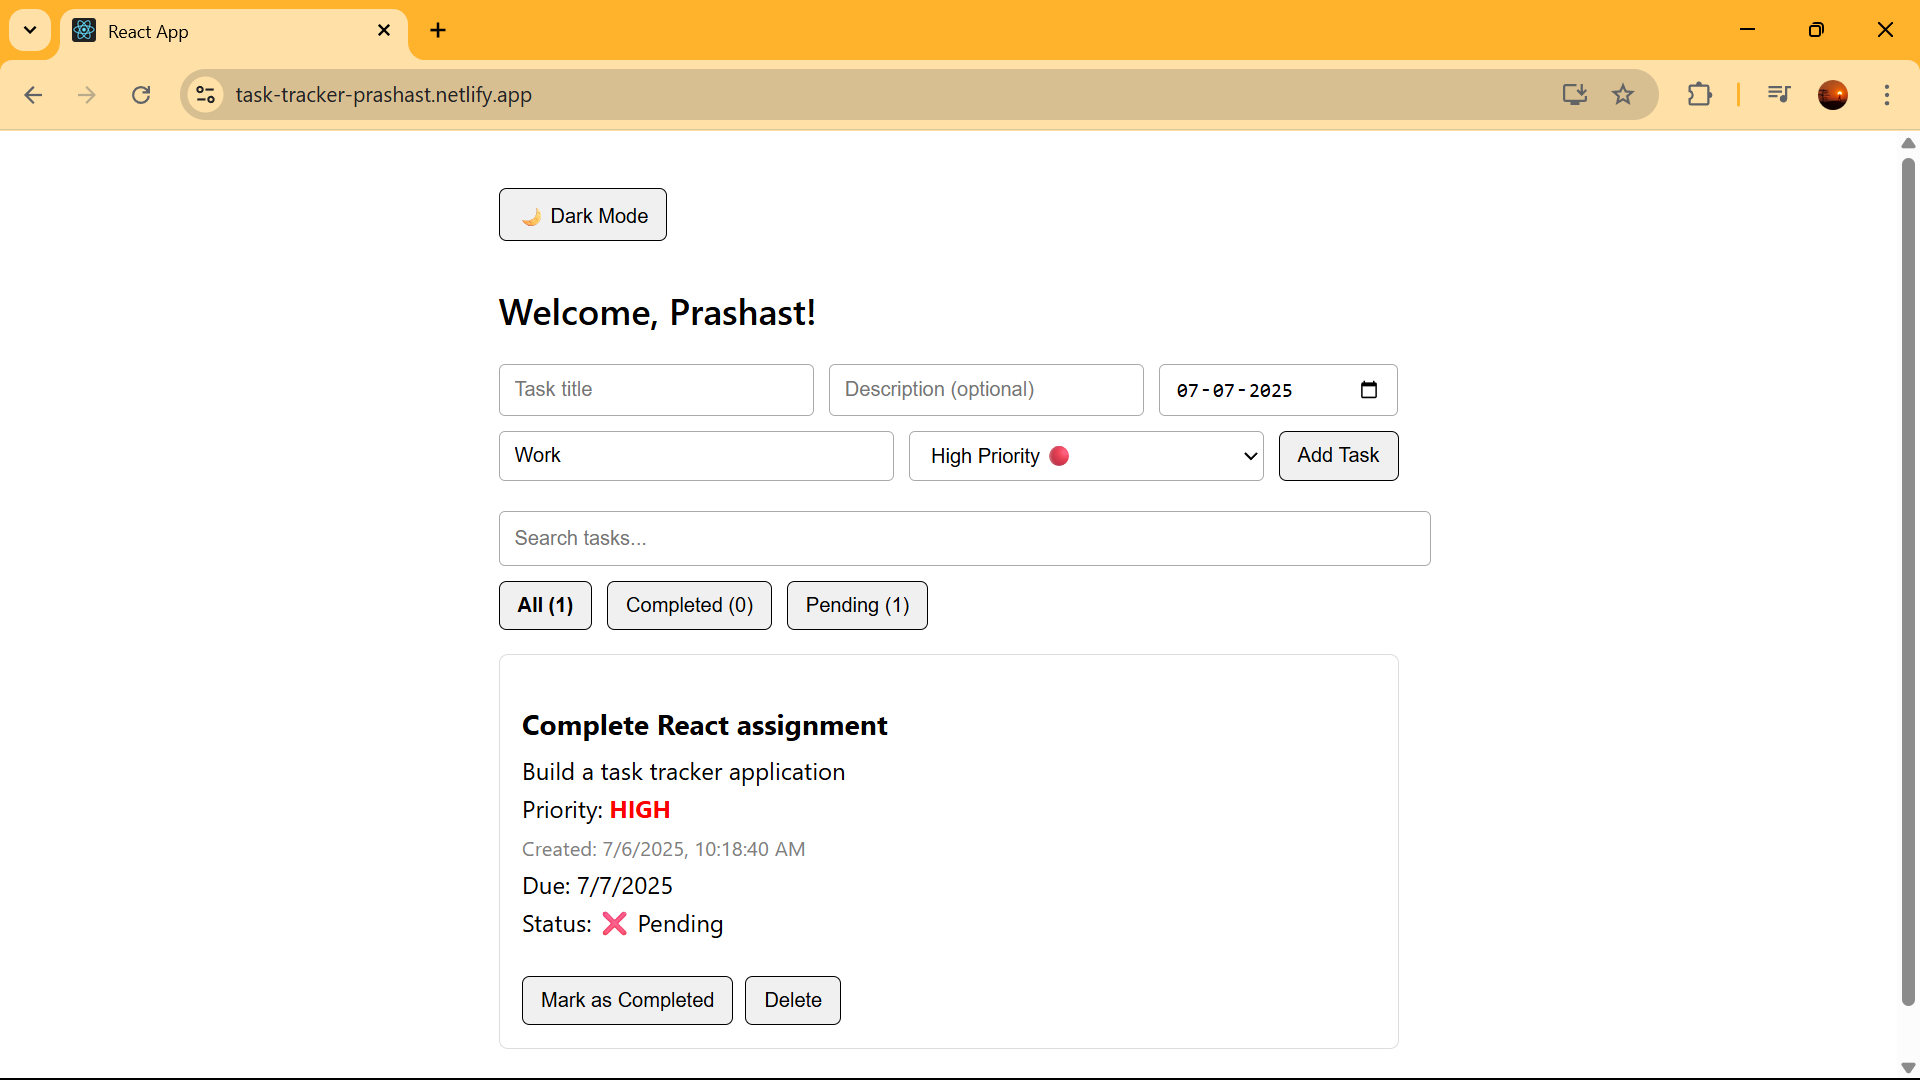 React App
task-tracker-prashast.netlify.app
🌙 Dark Mode
Welcome, Prashast!
Task title Description (optional) 07-07-2025
Work High Priority 🔴 Add Task
Search tasks...
All (1) Completed (0) Pending (1)
Complete React assignment
Build a task tracker application
Priority: HIGH
Created: 7/6/2025, 10:18:40 AM
Due: 7/7/2025
Status: ❌ Pending
Mark as Completed Delete